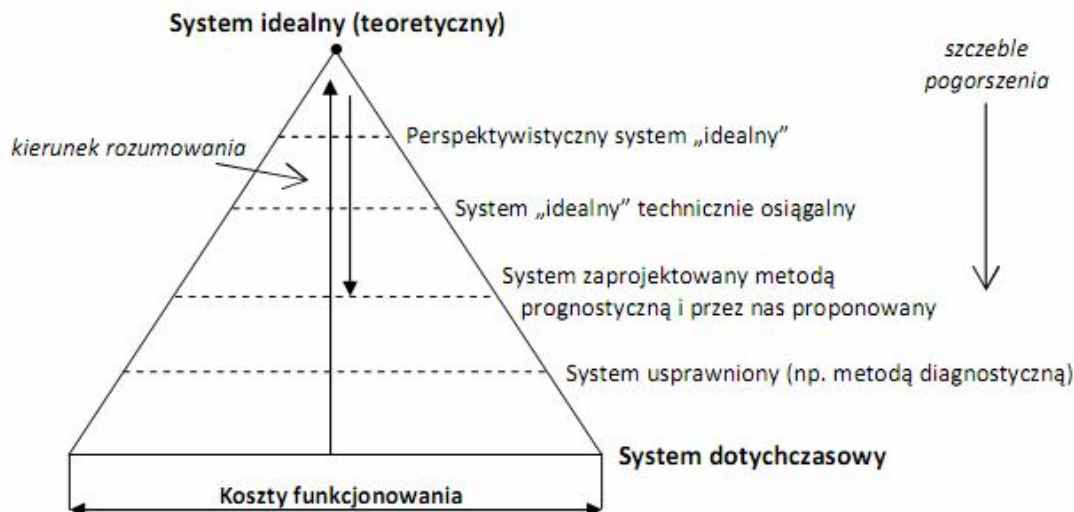 System idealny (teoretyczny)
szczeble
pogorszenia
kierunek rozumowania
Perspektywistyczny system „idealny”
System „idealny” technicznie osiągalny
System zaprojektowany metodą
prognostyczną i przez nas proponowany
System usprawniony (np. metodą diagnostyczną)
System dotychczasowy
Koszty funkcjonowania